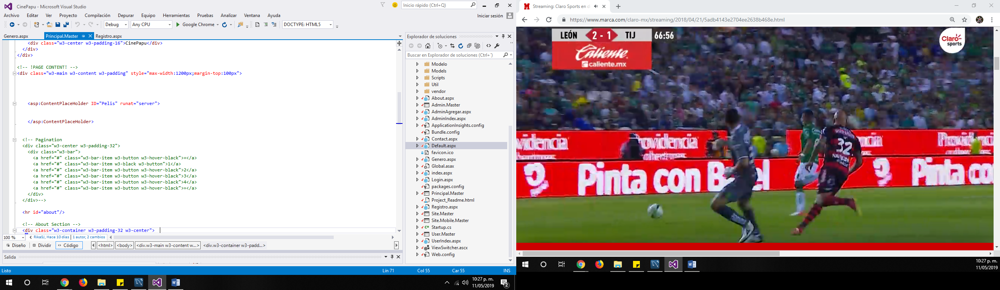 CinePapu - Microsoft Visual Studio
Inicio rápido (Ctrl+Q)
Archivo Editar Ver Proyecto Compilación Depurar Equipo Herramientas Pruebas Analizar Ventana Ayuda
Iniciar sesión
Debug Any CPU Google Chrome DOCTYPE: HTML5
Genero.aspx Principal.Master Registro.aspx
<div class="w3-center w3-padding-16">CinePapu</div>
</div>
</div>
<!-- !PAGE CONTENT! -->
<div class="w3-main w3-content w3-padding" style="max-width:1200px;margin-top:100px">
<asp:ContentPlaceHolder ID="Pelis" runat="server">
</asp:ContentPlaceHolder>
<!-- Pagination
<div class="w3-center w3-padding-32">
<div class="w3-bar">
<a href="#" class="w3-bar-item w3-button w3-hover-black">«</a>
<a href="#" class="w3-bar-item w3-black w3-button">1</a>
<a href="#" class="w3-bar-item w3-button w3-hover-black">2</a>
<a href="#" class="w3-bar-item w3-button w3-hover-black">3</a>
<a href="#" class="w3-bar-item w3-button w3-hover-black">4</a>
<a href="#" class="w3-bar-item w3-button w3-hover-black">»</a>
</div>
</div>-->
<hr id="about"/>
<!-- About Section -->
<div class="w3-container w3-padding-32 w3-center">
100 % RikaSJ, Hace 10 días | 1 autor, 2 cambios
Diseño Dividir Código <html> <body> <div.w3-main w3-content w...> <div.w3-container w3-padd...>
Salida
Listo Lín 71 Col 55 Car 55 INS
10:27 p. m.
11/05/2019
2
Explorador de soluciones
Buscar en Explorador de soluciones (Ctrl+´)
Modelo
Models
Scripts
Util
vendor
About.aspx
Admin.Master
AdminAgregar.aspx
AdminIndex.aspx
ApplicationInsights.config
Bundle.config
Contact.aspx
Default.aspx
favicon.ico
Genero.aspx
Global.asax
index.aspx
Login.aspx
packages.config
Principal.Master
Project_Readme.html
Registro.aspx
Site.Master
Site.Mobile.Master
Startup.cs
User.Master
UserIndex.aspx
ViewSwitcher.ascx
Web.config
Streaming: Claro Sports en d
https://www.marca.com/claro-mx/streaming/2018/04/21/5adb4143e2704ee2638b468e.html
LEÓN 2 - 1 TIJ 66:56
Caliente
caliente.mx
Claro-
sports
Providencia
32
Pinta con
10:27 p. m.
11/05/2019